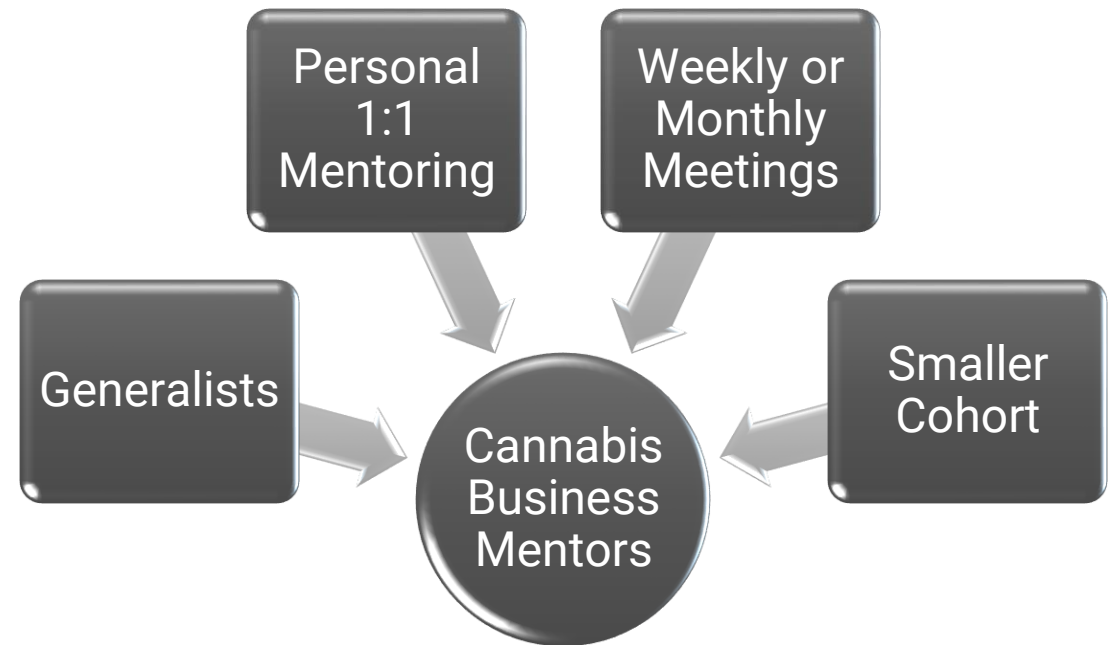 Personal
1:1
Mentoring
Weekly or
Monthly
Meetings
Generalists
Smaller
Cohort
Cannabis
Business
Mentors